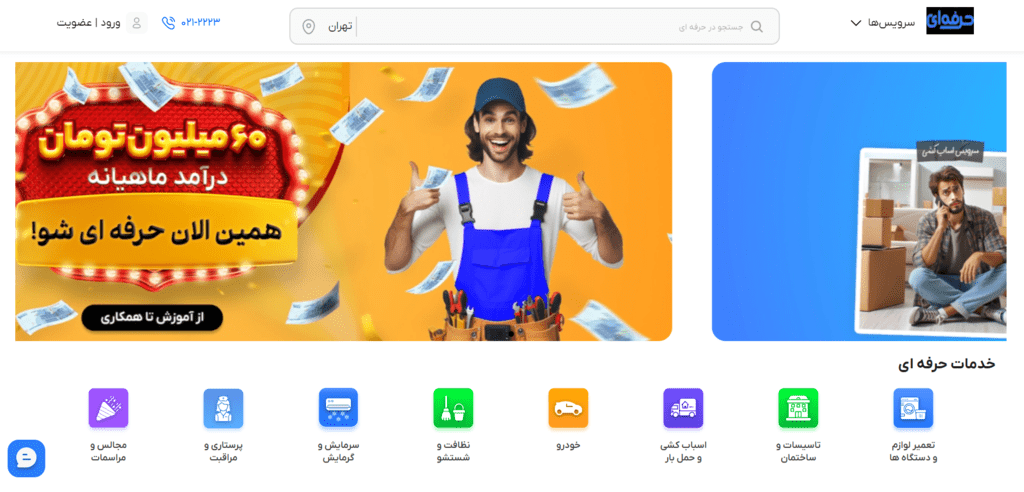 حرفه‌ای
سرویس‌ها
جستجو در حرفه ای
تهران
۰۲۱-۲۲۲۳
ورود | عضویت
سرویس اسباب کشی
۶۰ میلیون تومان
درآمد ماهیانه
همین الان حرفه ای شو!
از آموزش تا همکاری
خدمات حرفه ای
تعمیر لوازم
و دستگاه ها
تاسیسات و
ساختمان
اسباب کشی
و حمل بار
خودرو
نظافت و
شستشو
سرمایش و
گرمایش
پرستاری و
مراقبت
مجالس و
مراسمات